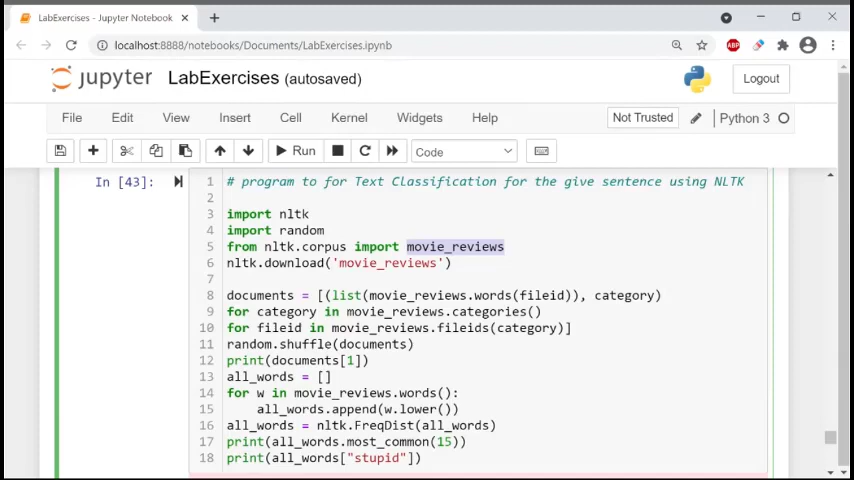 LabExercises - Jupyter Notebook
localhost:8888/notebooks/Documents/LabExercises.ipynb
ABP
jupyter LabExercises (autosaved)
Logout
File Edit View Insert Cell Kernel Widgets Help
Not Trusted
Python 3
Run
Code
In [43]:
1 # program to for Text Classification for the give sentence using NLTK
2
3 import nltk
4 import random
5 from nltk.corpus import movie_reviews
6 nltk.download('movie_reviews')
7
8 documents = [(list(movie_reviews.words(fileid)), category)
9 for category in movie_reviews.categories()
10 for fileid in movie_reviews.fileids(category)]
11 random.shuffle(documents)
12 print(documents[1])
13 all_words = []
14 for w in movie_reviews.words():
15     all_words.append(w.lower())
16 all_words = nltk.FreqDist(all_words)
17 print(all_words.most_common(15))
18 print(all_words["stupid"])